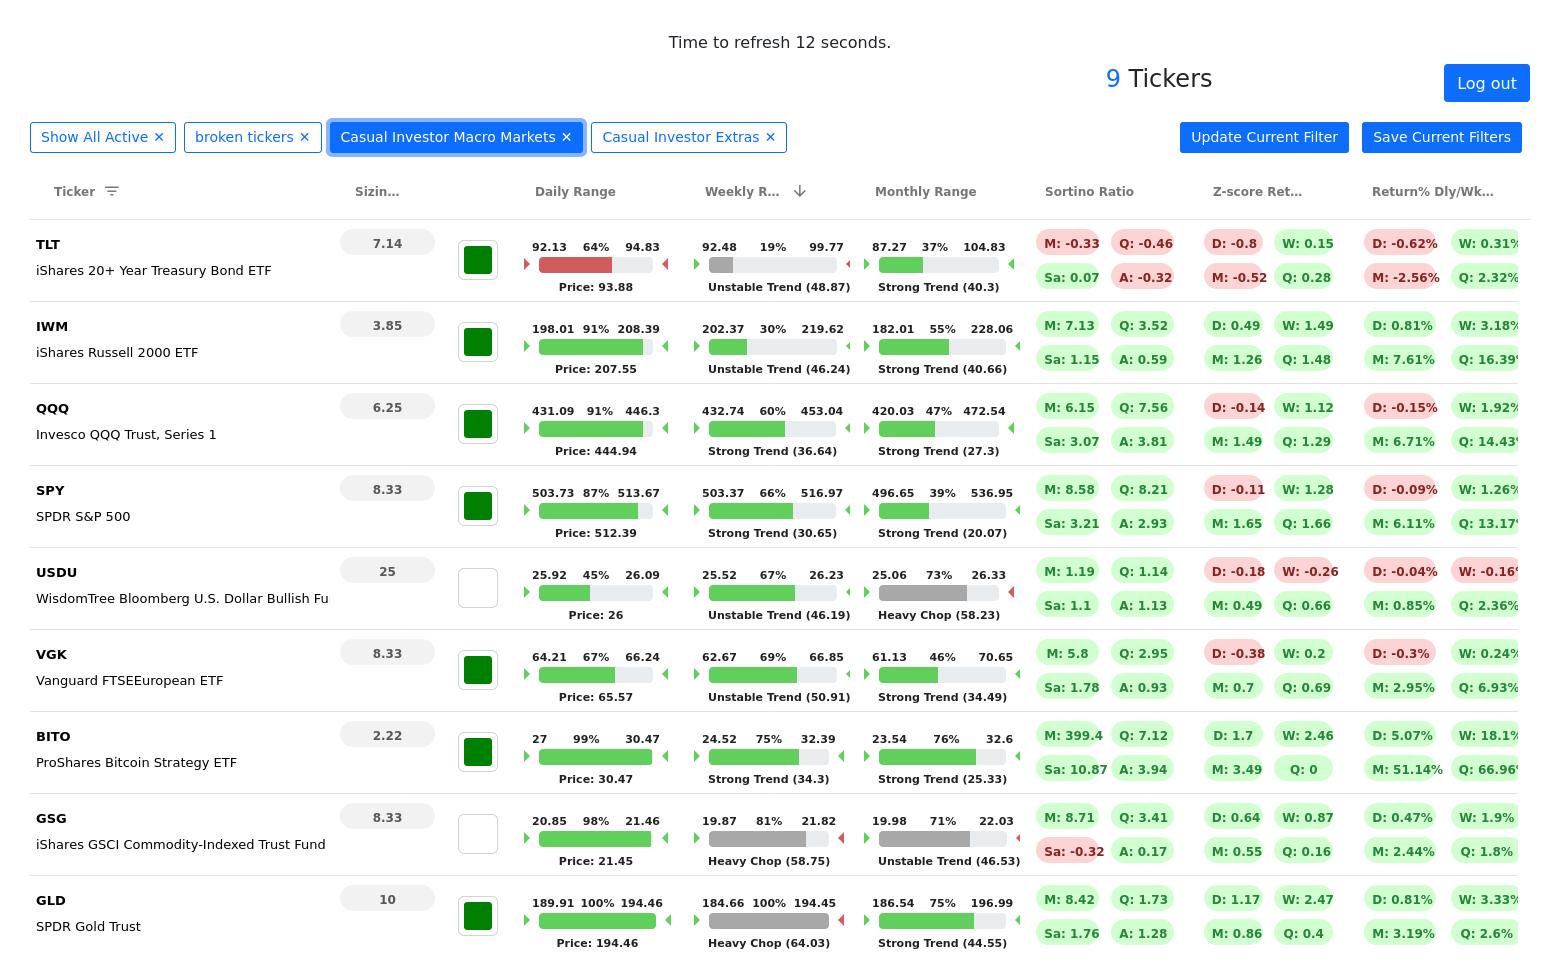 Time to refresh 12 seconds.
9 Tickers
Log out
Show All Active ✕ broken tickers ✕ Casual Investor Macro Markets ✕ Casual Investor Extras ✕ Update Current Filter Save Current Filters
Ticker Sizin... Daily Range Weekly R... Monthly Range Sortino Ratio Z-score Ret... Return% Dly/Wk...
TLT 7.14 92.13 64% 94.83 92.48 19% 99.77 87.27 37% 104.83 M: -0.33 Q: -0.46 D: -0.8 W: 0.15 D: -0.62% W: 0.31%
iShares 20+ Year Treasury Bond ETF Sa: 0.07 A: -0.32 M: -0.52 Q: 0.28 M: -2.56% Q: 2.32%
Price: 93.88 Unstable Trend (48.87) Strong Trend (40.3)
IWM 3.85 198.01 91% 208.39 202.37 30% 219.62 182.01 55% 228.06 M: 7.13 Q: 3.52 D: 0.49 W: 1.49 D: 0.81% W: 3.18%
iShares Russell 2000 ETF Sa: 1.15 A: 0.59 M: 1.26 Q: 1.48 M: 7.61% Q: 16.39%
Price: 207.55 Unstable Trend (46.24) Strong Trend (40.66)
QQQ 6.25 431.09 91% 446.3 432.74 60% 453.04 420.03 47% 472.54 M: 6.15 Q: 7.56 D: -0.14 W: 1.12 D: -0.15% W: 1.92%
Invesco QQQ Trust, Series 1 Sa: 3.07 A: 3.81 M: 1.49 Q: 1.29 M: 6.71% Q: 14.43%
Price: 444.94 Strong Trend (36.64) Strong Trend (27.3)
SPY 8.33 503.73 87% 513.67 503.37 66% 516.97 496.65 39% 536.95 M: 8.58 Q: 8.21 D: -0.11 W: 1.28 D: -0.09% W: 1.26%
SPDR S&P 500 Sa: 3.21 A: 2.93 M: 1.65 Q: 1.66 M: 6.11% Q: 13.17%
Price: 512.39 Strong Trend (30.65) Strong Trend (20.07)
USDU 25 25.92 45% 26.09 25.52 67% 26.23 25.06 73% 26.33 M: 1.19 Q: 1.14 D: -0.18 W: -0.26 D: -0.04% W: -0.16%
WisdomTree Bloomberg U.S. Dollar Bullish Fu Sa: 1.1 A: 1.13 M: 0.49 Q: 0.66 M: 0.85% Q: 2.36%
Price: 26 Unstable Trend (46.19) Heavy Chop (58.23)
VGK 8.33 64.21 67% 66.24 62.67 69% 66.85 61.13 46% 70.65 M: 5.8 Q: 2.95 D: -0.38 W: 0.2 D: -0.3% W: 0.24%
Vanguard FTSEEuropean ETF Sa: 1.78 A: 0.93 M: 0.7 Q: 0.69 M: 2.95% Q: 6.93%
Price: 65.57 Unstable Trend (50.91) Strong Trend (34.49)
BITO 2.22 27 99% 30.47 24.52 75% 32.39 23.54 76% 32.6 M: 399.4 Q: 7.12 D: 1.7 W: 2.46 D: 5.07% W: 18.1%
ProShares Bitcoin Strategy ETF Sa: 10.87 A: 3.94 M: 3.49 Q: 0 M: 51.14% Q: 66.96%
Price: 30.47 Strong Trend (34.3) Strong Trend (25.33)
GSG 8.33 20.85 98% 21.46 19.87 81% 21.82 19.98 71% 22.03 M: 8.71 Q: 3.41 D: 0.64 W: 0.87 D: 0.47% W: 1.9%
iShares GSCI Commodity-Indexed Trust Fund Sa: -0.32 A: 0.17 M: 0.55 Q: 0.16 M: 2.44% Q: 1.8%
Price: 21.45 Heavy Chop (58.75) Unstable Trend (46.53)
GLD 10 189.91 100% 194.46 184.66 100% 194.45 186.54 75% 196.99 M: 8.42 Q: 1.73 D: 1.17 W: 2.47 D: 0.81% W: 3.33%
SPDR Gold Trust Sa: 1.76 A: 1.28 M: 0.86 Q: 0.4 M: 3.19% Q: 2.6%
Price: 194.46 Heavy Chop (64.03) Strong Trend (44.55)